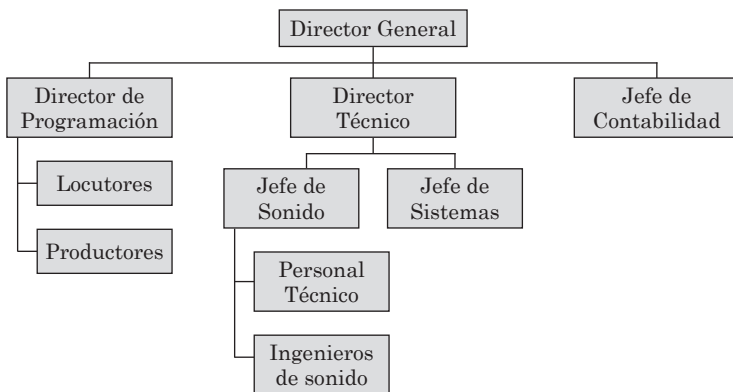 Director General
Director de
Programación
Director
Técnico
Jefe de
Contabilidad
Locutores
Productores
Jefe de
Sonido
Jefe de
Sistemas
Personal
Técnico
Ingenieros
de sonido